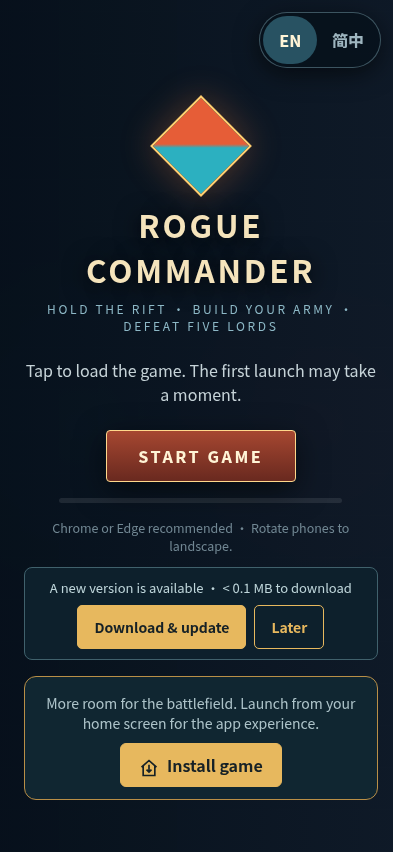 EN 简中
ROGUE
COMMANDER
HOLD THE RIFT • BUILD YOUR ARMY •
DEFEAT FIVE LORDS
Tap to load the game. The first launch may take
a moment.
START GAME
Chrome or Edge recommended • Rotate phones to
landscape.
A new version is available • < 0.1 MB to download
Download & update Later
More room for the battlefield. Launch from your
home screen for the app experience.
Install game